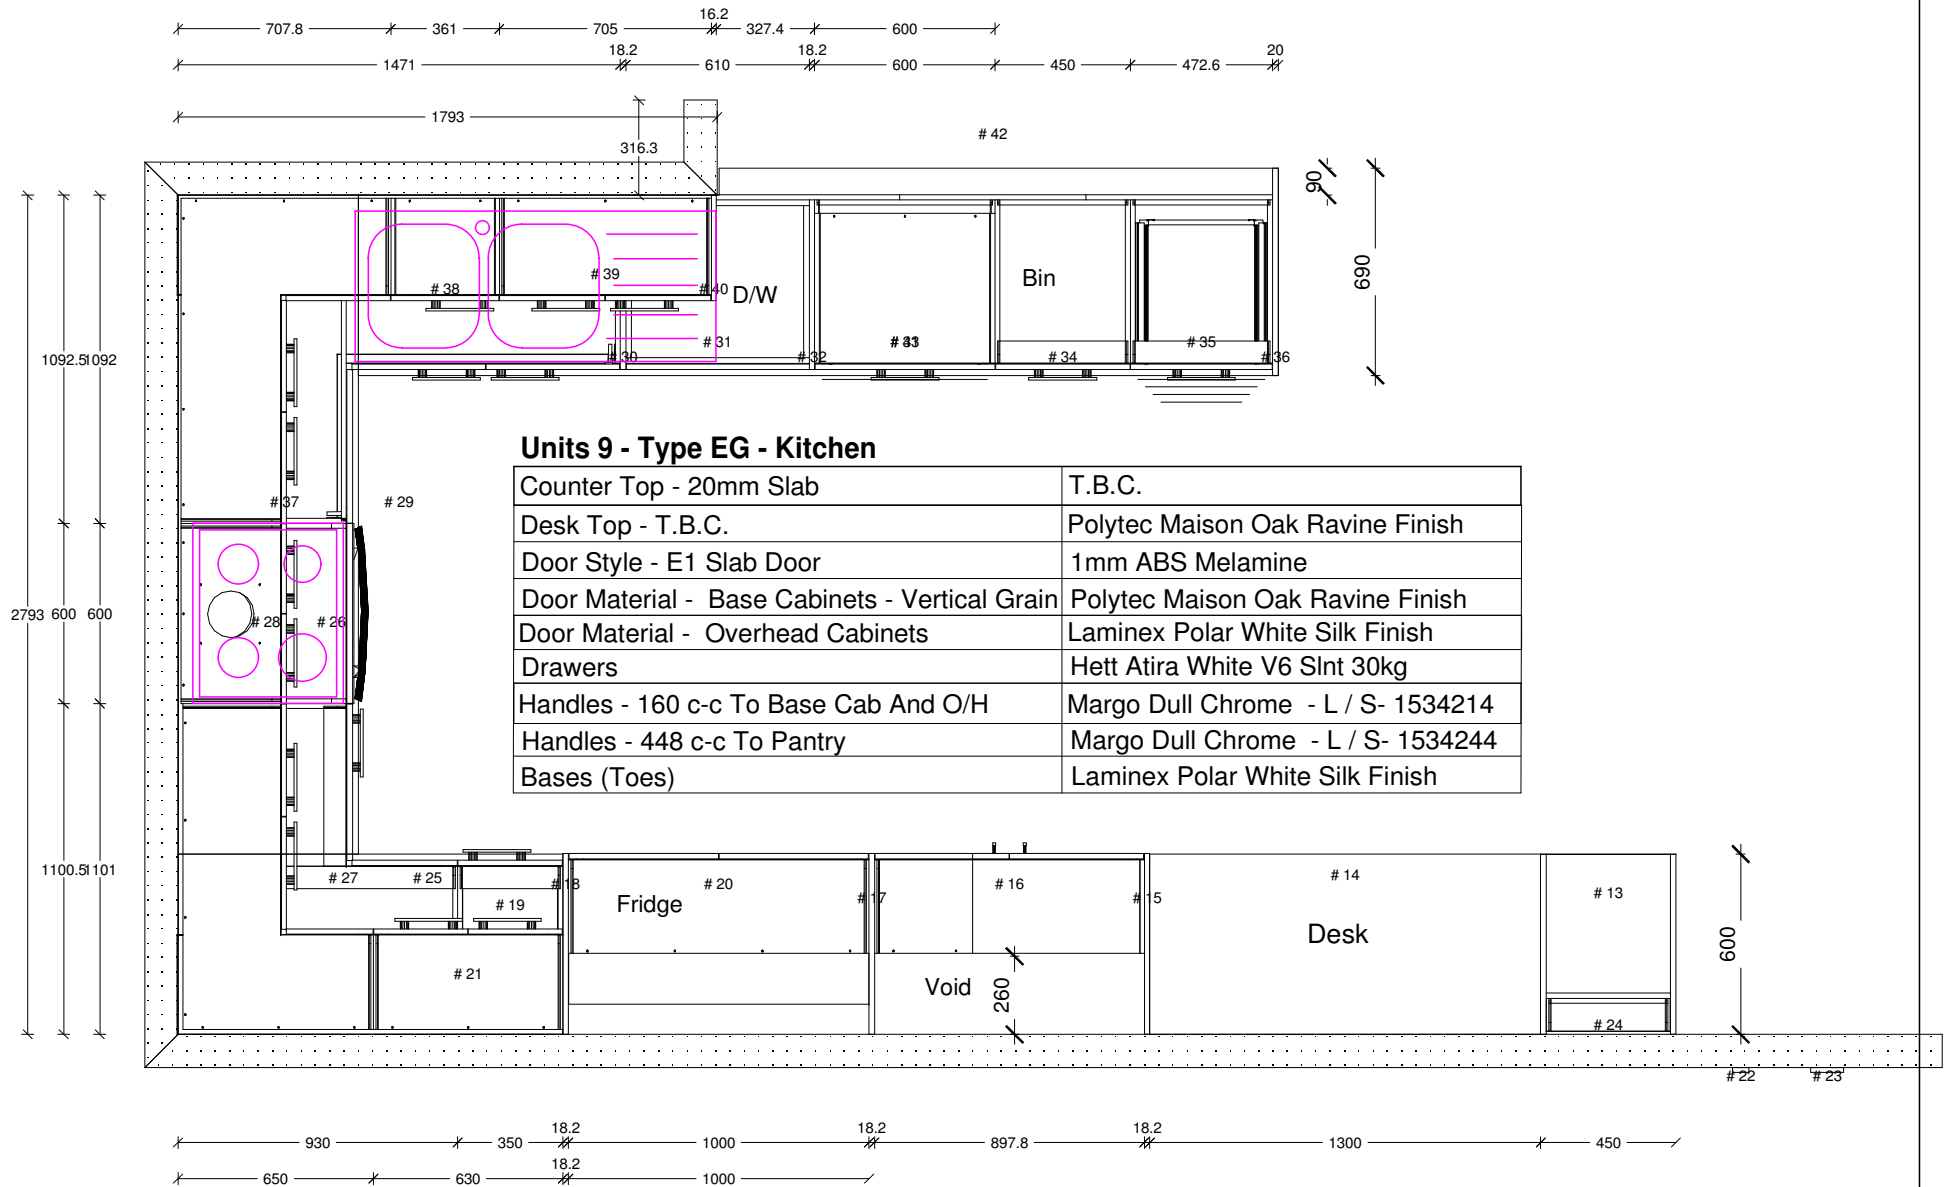 707.8 361 705 16.2 327.4 600
1471 18.2 610 18.2 600 450 472.6 20
1793
316.3
# 42
90
690
# 38
# 39
# 40
D/W
Bin
# 30
# 31
# 32
# 33
# 34
# 35
# 36
1092.5 1092
# 37
# 29
Units 9 - Type EG - Kitchen
Counter Top - 20mm Slab T.B.C.
Desk Top - T.B.C. Polytec Maison Oak Ravine Finish
Door Style - E1 Slab Door 1mm ABS Melamine
Door Material - Base Cabinets - Vertical Grain Polytec Maison Oak Ravine Finish
Door Material - Overhead Cabinets Laminex Polar White Silk Finish
Drawers Hett Atira White V6 Slnt 30kg
Handles - 160 c-c To Base Cab And O/H Margo Dull Chrome - L / S- 1534214
Handles - 448 c-c To Pantry Margo Dull Chrome - L / S- 1534244
Bases (Toes) Laminex Polar White Silk Finish
2793 600 600
# 28
# 26
1100.5 1101
# 27
# 25
# 18
# 20
# 17
# 16
# 15
# 14
# 13
# 19
Fridge
Desk
600
# 21
Void
260
# 24
# 22
# 23
930 350 18.2 1000 18.2 897.8 18.2 1300 450
650 630 18.2 1000